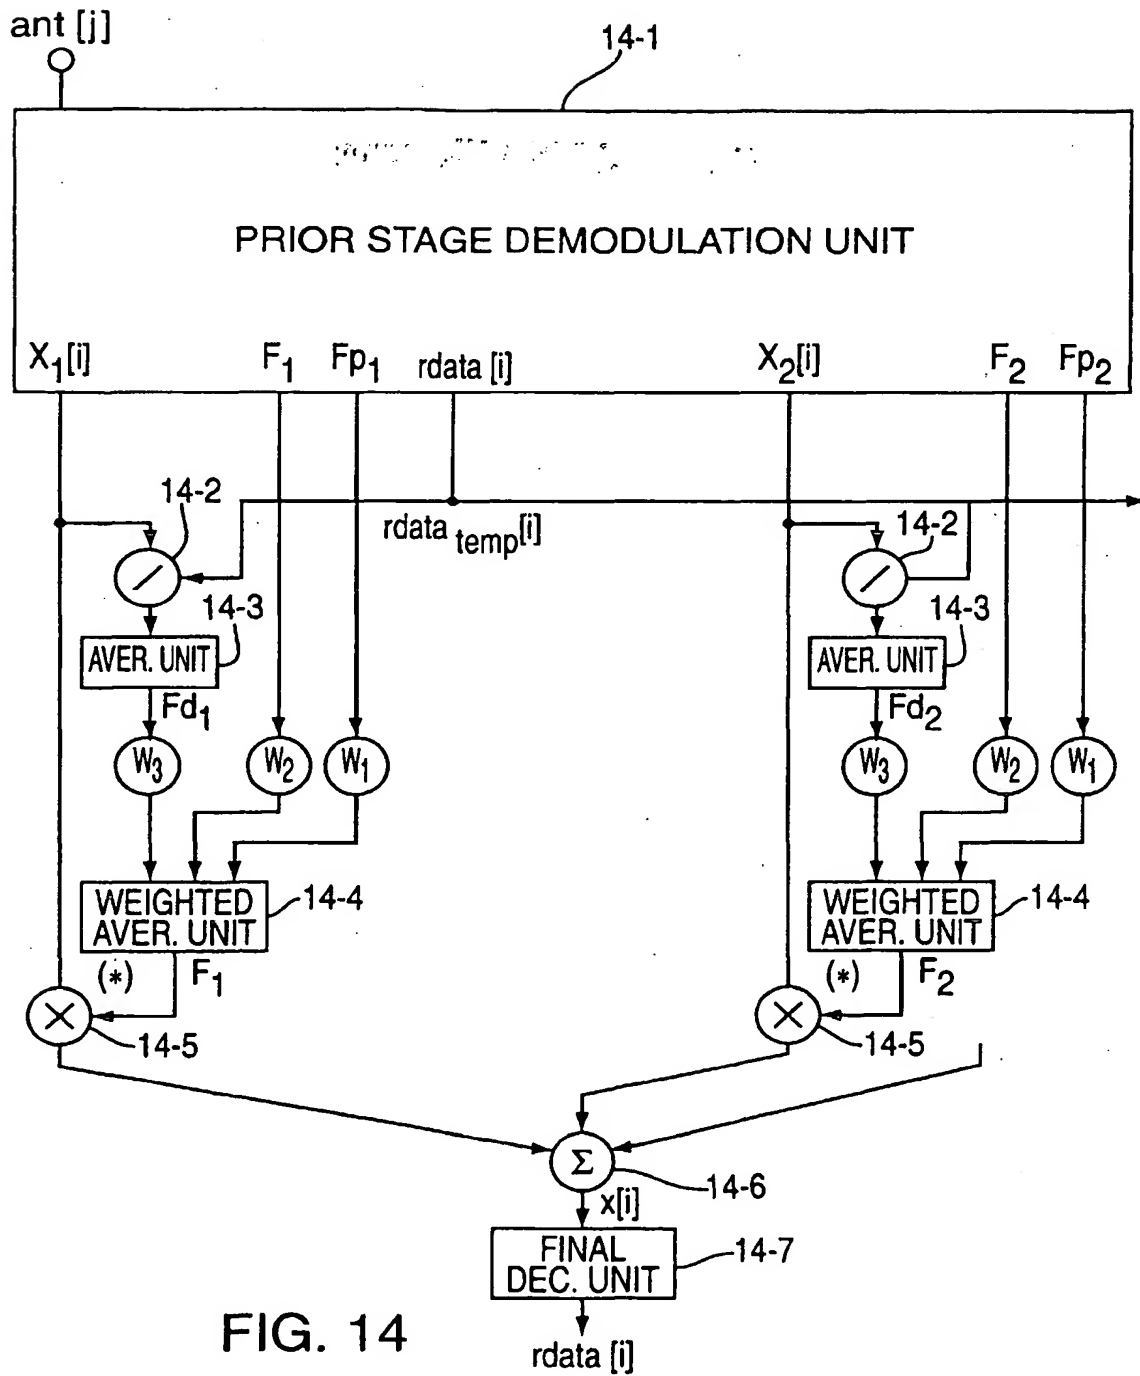 ant [j]
14-1
PRIOR STAGE DEMODULATION UNIT
X1[i] F1 Fp1 rdata [i] X2[i] F2 Fp2
14-2
rdata temp[i]
14-2
14-3
14-3
AVER. UNIT
AVER. UNIT
Fd1
Fd2
W3 W2 W1
W3 W2 W1
WEIGHTED
AVER. UNIT
14-4
WEIGHTED
AVER. UNIT
14-4
(*) F1
(*) F2
14-5
14-5
Σ
14-6
x[i]
FINAL
DEC. UNIT
14-7
FIG. 14
rdata [i]